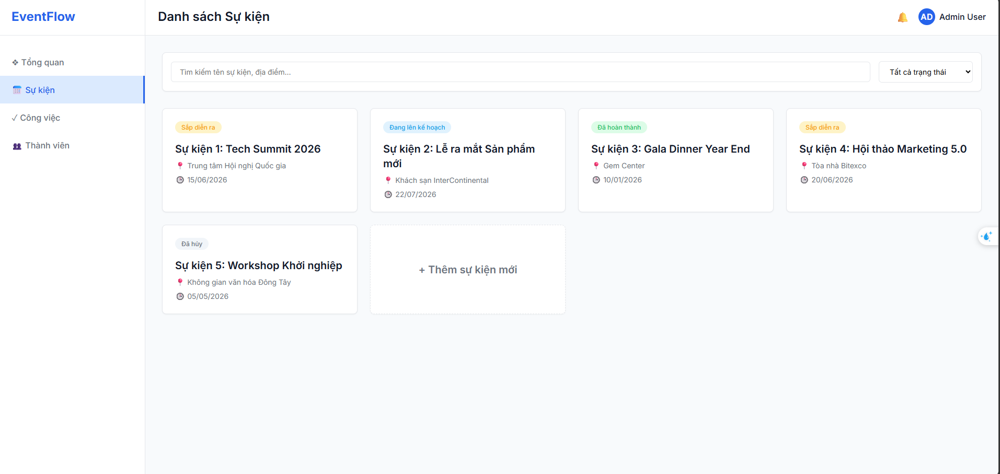 EventFlow
Danh sách Sự kiện
AD Admin User
Tổng quan
Sự kiện
Công việc
Thành viên
Tìm kiếm tên sự kiện, địa điểm...
Tất cả trạng thái
Sắp diễn ra
Sự kiện 1: Tech Summit 2026
Trung tâm Hội nghị Quốc gia
15/06/2026
Đang lên kế hoạch
Sự kiện 2: Lễ ra mắt Sản phẩm
mới
Khách sạn InterContinental
22/07/2026
Đã hoàn thành
Sự kiện 3: Gala Dinner Year End
Gem Center
10/01/2026
Sắp diễn ra
Sự kiện 4: Hội thảo Marketing 5.0
Tòa nhà Bitexco
20/06/2026
Đã hủy
Sự kiện 5: Workshop Khởi nghiệp
Không gian văn hóa Đông Tây
05/05/2026
+ Thêm sự kiện mới